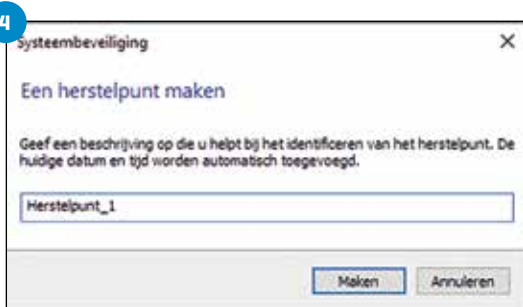 4
Systeembeveiliging
Een herstelpunt maken
Geef een beschrijving op die u helpt bij het identificeren van het herstelpunt. De
huidige datum en tijd worden automatisch toegevoegd.
Herstelpunt_1
Maken Annuleren